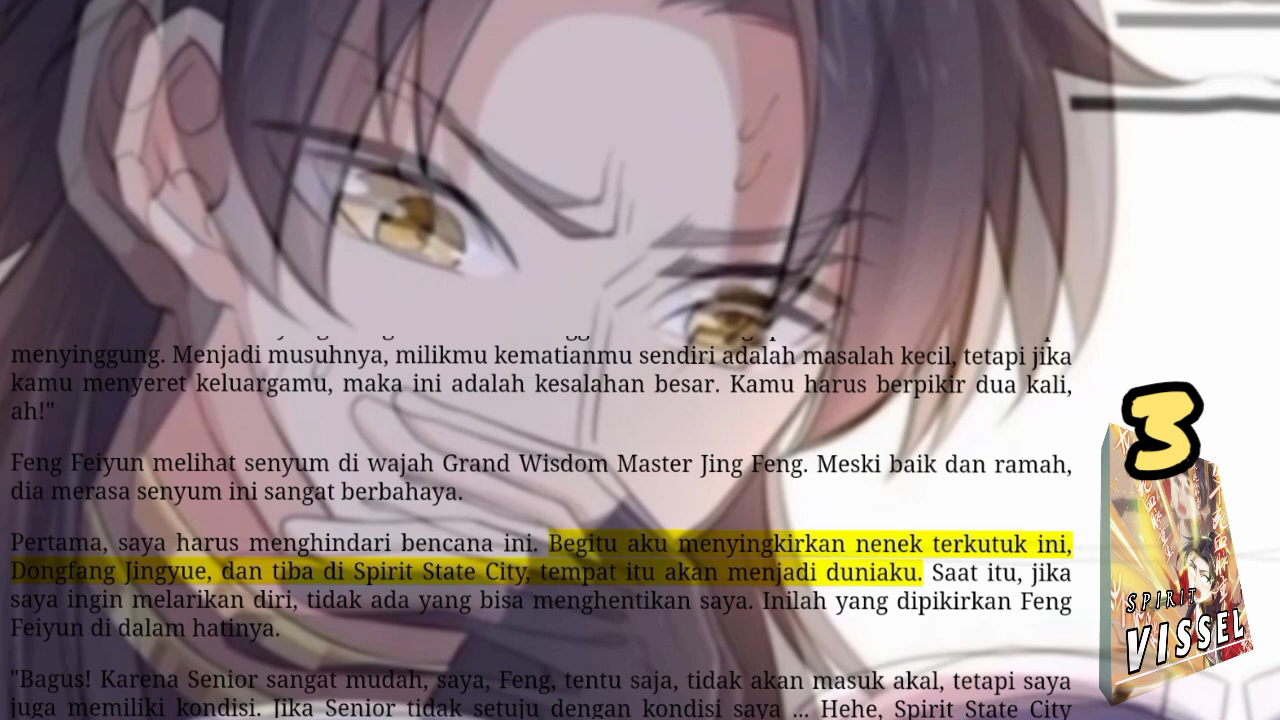 menyinggung. Menjadi musuhnya, milikmu kematianmu sendiri adalah masalah kecil, tetapi jika
kamu menyeret keluargamu, maka ini adalah kesalahan besar. Kamu harus berpikir dua kali,
ah!"
Feng Feiyun melihat senyum di wajah Grand Wisdom Master Jing Feng. Meski baik dan ramah,
dia merasa senyum ini sangat berbahaya.
Pertama, saya harus menghindari bencana ini. Begitu aku menyingkirkan nenek terkutuk ini,
Dongfang Jingyue, dan tiba di Spirit State City, tempat itu akan menjadi duniaku. Saat itu, jika
saya ingin melarikan diri, tidak ada yang bisa menghentikan saya. Inilah yang dipikirkan Feng
Feiyun di dalam hatinya.
"Bagus! Karena Senior sangat mudah, saya, Feng, tentu saja, tidak akan masuk akal, tetapi saya
juga memiliki kondisi. Jika Senior tidak setuju dengan kondisi saya ... Hehe, Spirit State City
3
SPIRIT
VISSEL